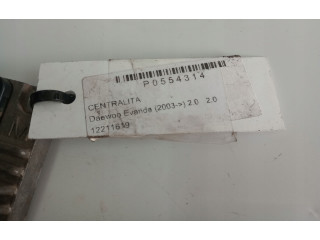 P0554314
CENTRALITA
Daewoo Evanda (2003->) 2.0 2.0
12211639